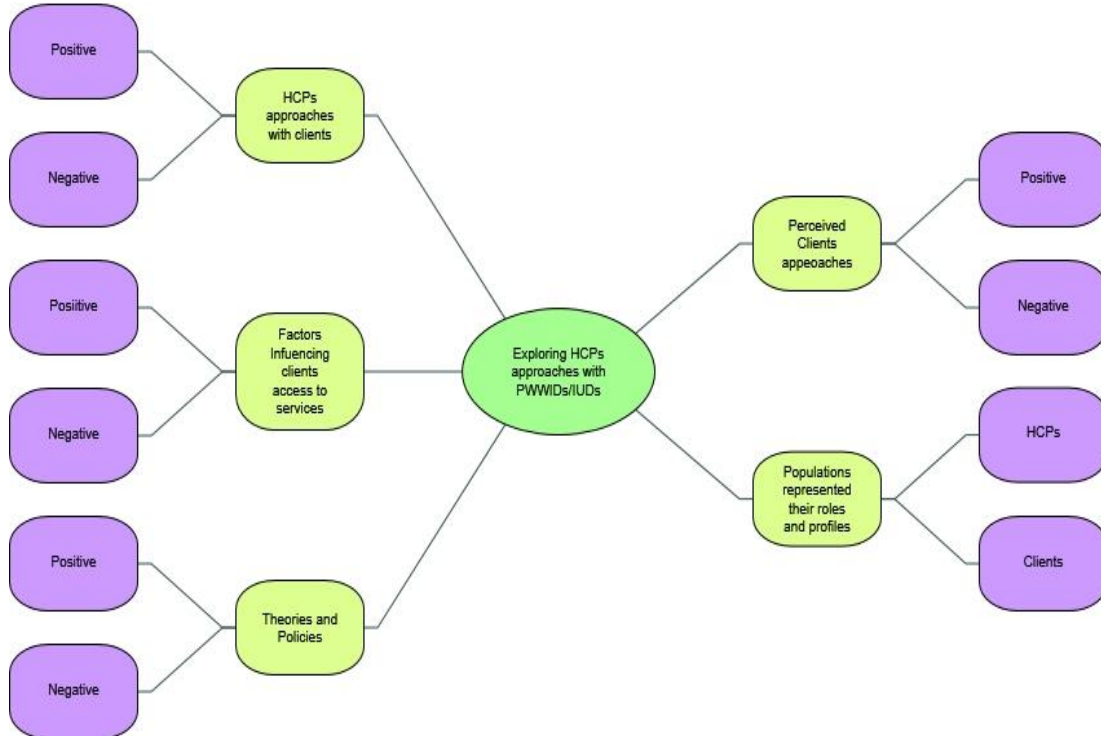 Positive
Negative
HCPs
approaches
with clients
Posiitive
Negative
Factors
Infuencing
clients
access to
services
Positive
Negative
Theories and
Policies
Exploring HCPs
approaches with
PWWIDs/IUDs
Perceived
Clients
appeoaches
Positive
Negative
Populations
represented
their roles
and profiles
HCPs
Clients